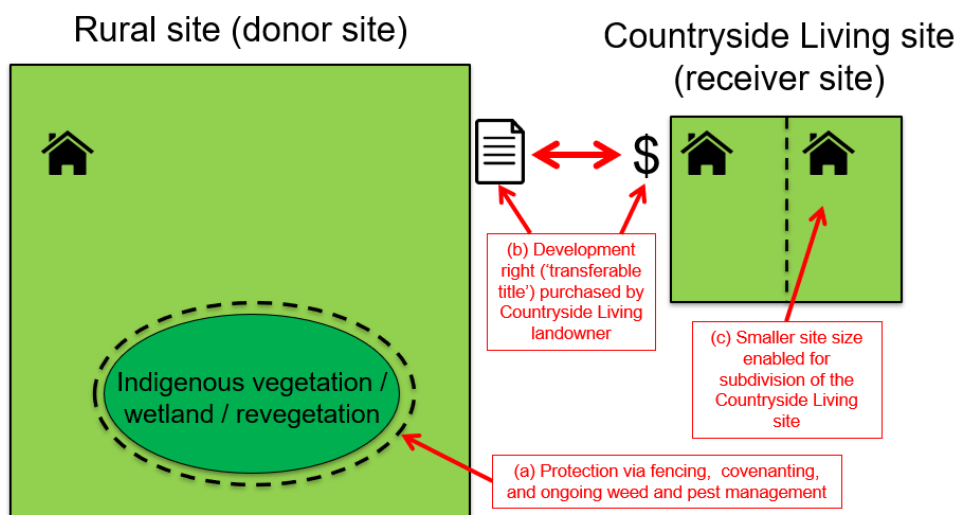 Rural site (donor site)
Countryside Living site
(receiver site)
$
(b) Development
right (‘transferable
title’) purchased by
Countryside Living
landowner
(c) Smaller site size
enabled for
subdivision of the
Countryside Living
site
Indigenous vegetation /
wetland / revegetation
(a) Protection via fencing, covenanting,
and ongoing weed and pest management